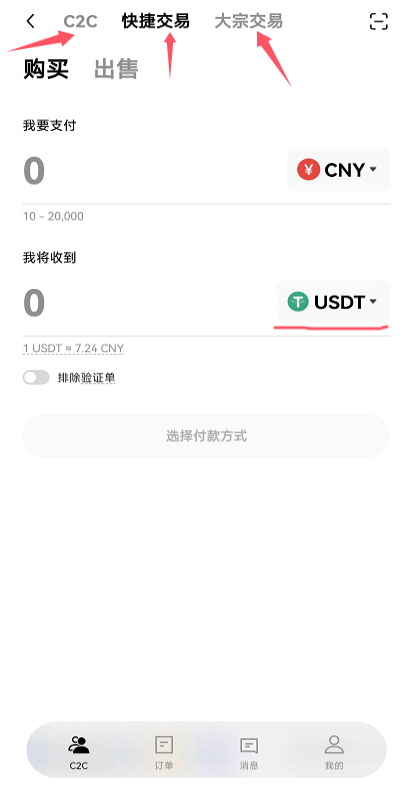 C2C 快捷交易 大宗交易
购买 出售
我要支付
0 ¥ CNY
10 – 20,000
我将收到
0 T USDT
1 USDT ≈ 7.24 CNY
排除验证单
选择付款方式
C2C 订单 消息 我的